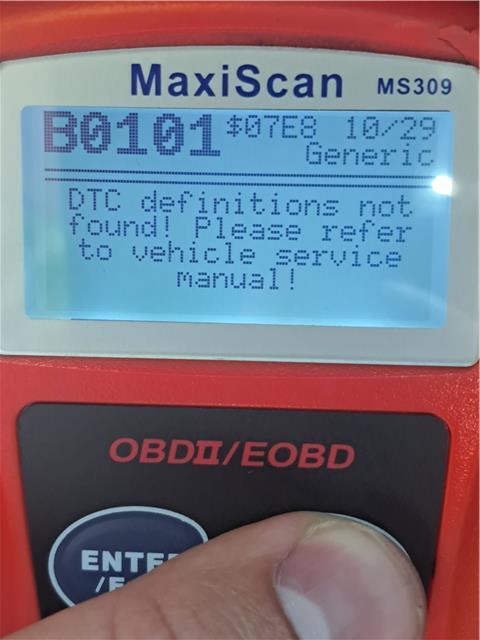 MaxiScan MS309
B0101 $07E8 10/29
Generic
DTC definitions not
found! Please refer
to vehicle service
manual!
OBDII/EOBD